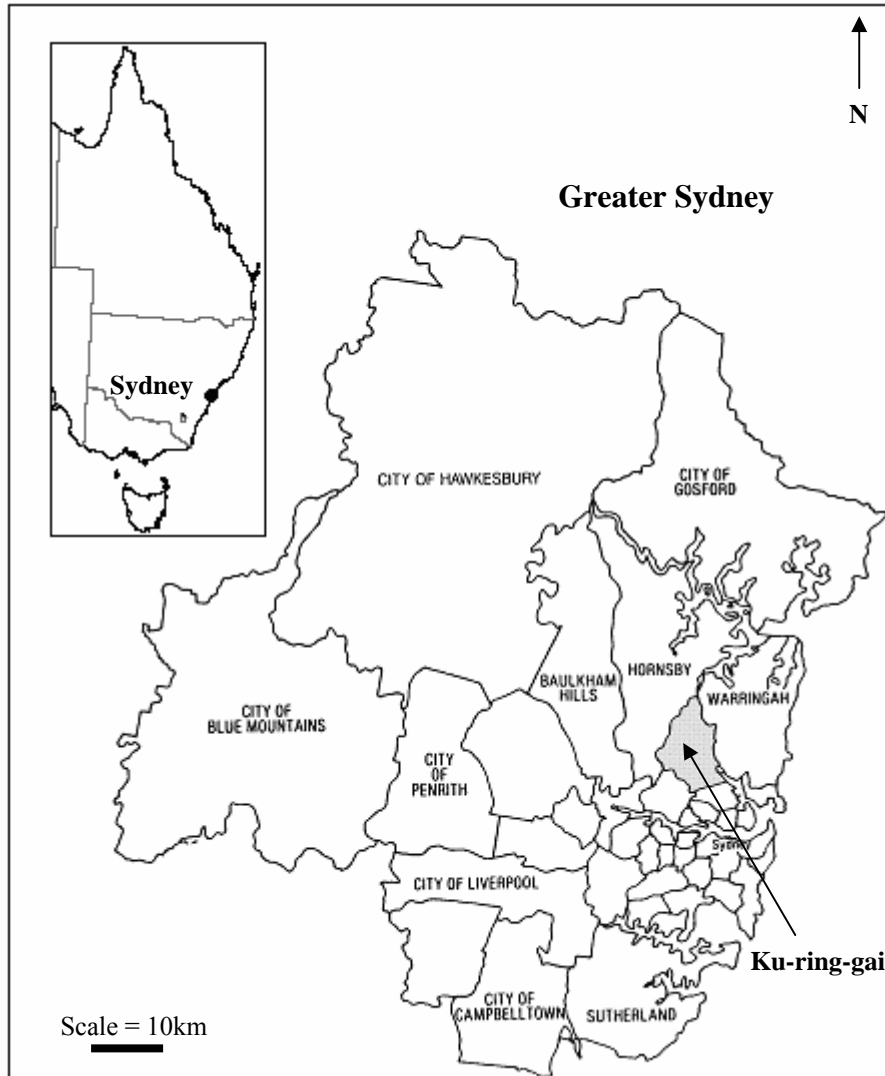 N
Greater Sydney
Sydney
CITY OF HAWKESBURY
CITY OF
GOSFORD
HORNSBY
BAULKHAM
HILLS
WARRINGAH
CITY OF
BLUE MOUNTAINS
CITY
OF
PENRITH
Sydney
CITY OF LIVERPOOL
Ku-ring-gai
CITY OF
CAMPBELLTOWN
SUTHERLAND
Scale = 10km